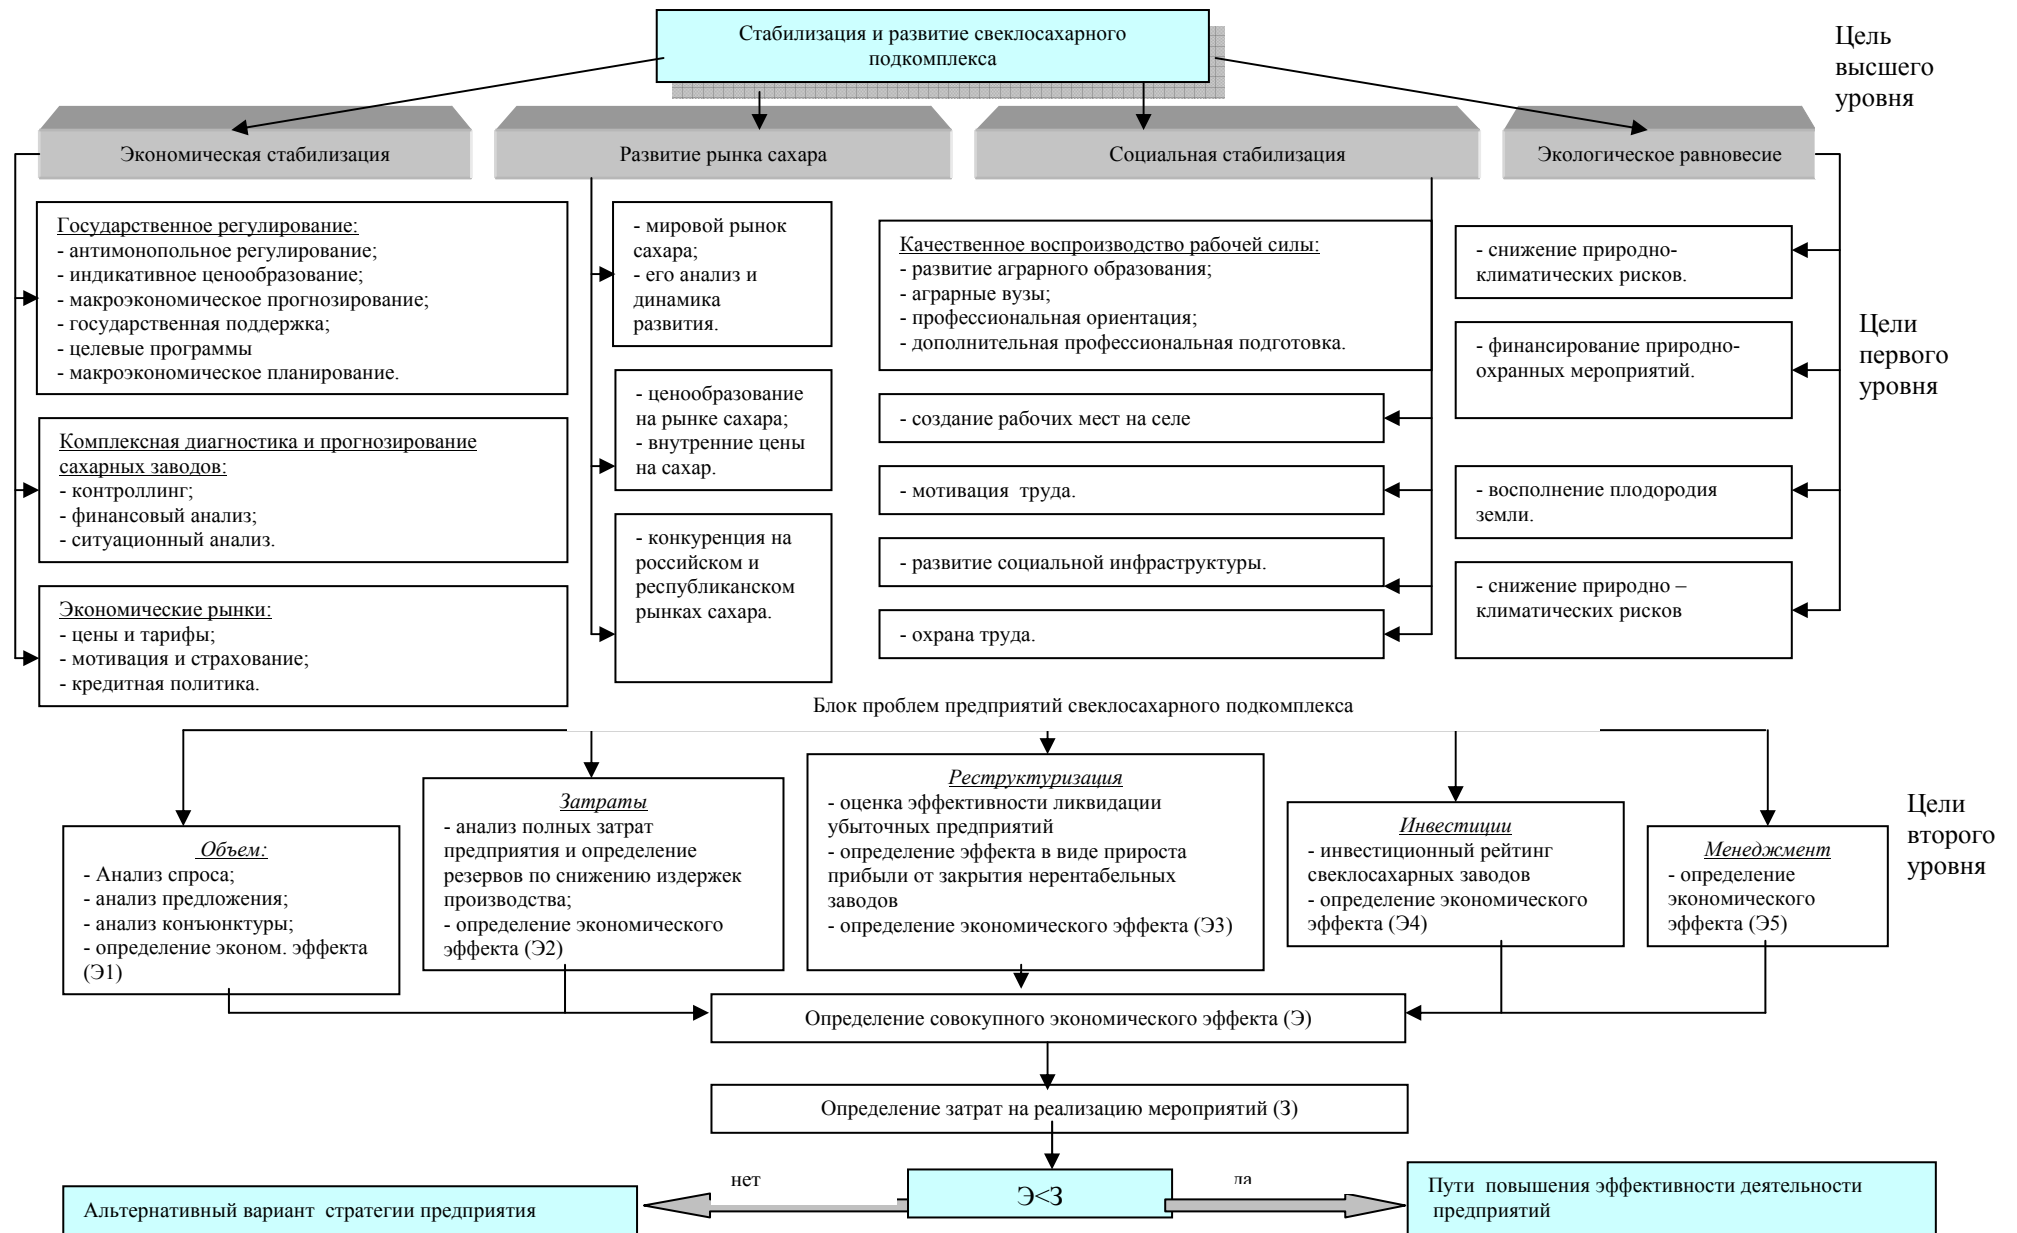 Стабилизация и развитие свеклосахарного
подкомплекса
Цель
высшего
уровня
Экономическая стабилизация
Развитие рынка сахара
Социальная стабилизация
Экологическое равновесие
Государственное регулирование:
- антимонопольное регулирование;
- индикативное ценообразование;
- макроэкономическое прогнозирование;
- государственная поддержка;
- целевые программы
- макроэкономическое планирование.
Комплексная диагностика и прогнозирование
сахарных заводов:
- контроллинг;
- финансовый анализ;
- ситуационный анализ.
Экономические рынки:
- цены и тарифы;
- мотивация и страхование;
- кредитная политика.
- мировой рынок
сахара;
- его анализ и
динамика
развития.
- ценообразование
на рынке сахара;
- внутренние цены
на сахар.
- конкуренция на
российском и
республиканском
рынках сахара.
Качественное воспроизводство рабочей силы:
- развитие аграрного образования;
- аграрные вузы;
- профессиональная ориентация;
- дополнительная профессиональная подготовка.
- создание рабочих мест на селе
- мотивация труда.
- развитие социальной инфраструктуры.
- охрана труда.
- снижение природно-
климатических рисков.
- финансирование природно-
охранных мероприятий.
- восполнение плодородия
земли.
- снижение природно –
климатических рисков
Цели
первого
уровня
Блок проблем предприятий свеклосахарного подкомплекса
Объем:
- Анализ спроса;
- анализ предложения;
- анализ конъюнктуры;
- определение эконом. эффекта
(Э1)
Затраты
- анализ полных затрат
предприятия и определение
резервов по снижению издержек
производства;
- определение экономического
эффекта (Э2)
Реструктуризация
- оценка эффективности ликвидации
убыточных предприятий
- определение эффекта в виде прироста
прибыли от закрытия нерентабельных
заводов
- определение экономического эффекта (Э3)
Инвестиции
- инвестиционный рейтинг
свеклосахарных заводов
- определение экономического
эффекта (Э4)
Менеджмент
- определение
экономического
эффекта (Э5)
Цели
второго
уровня
Определение совокупного экономического эффекта (Э)
Определение затрат на реализацию мероприятий (З)
нет
Э<З
да
Альтернативный вариант стратегии предприятия
Пути повышения эффективности деятельности
предприятий